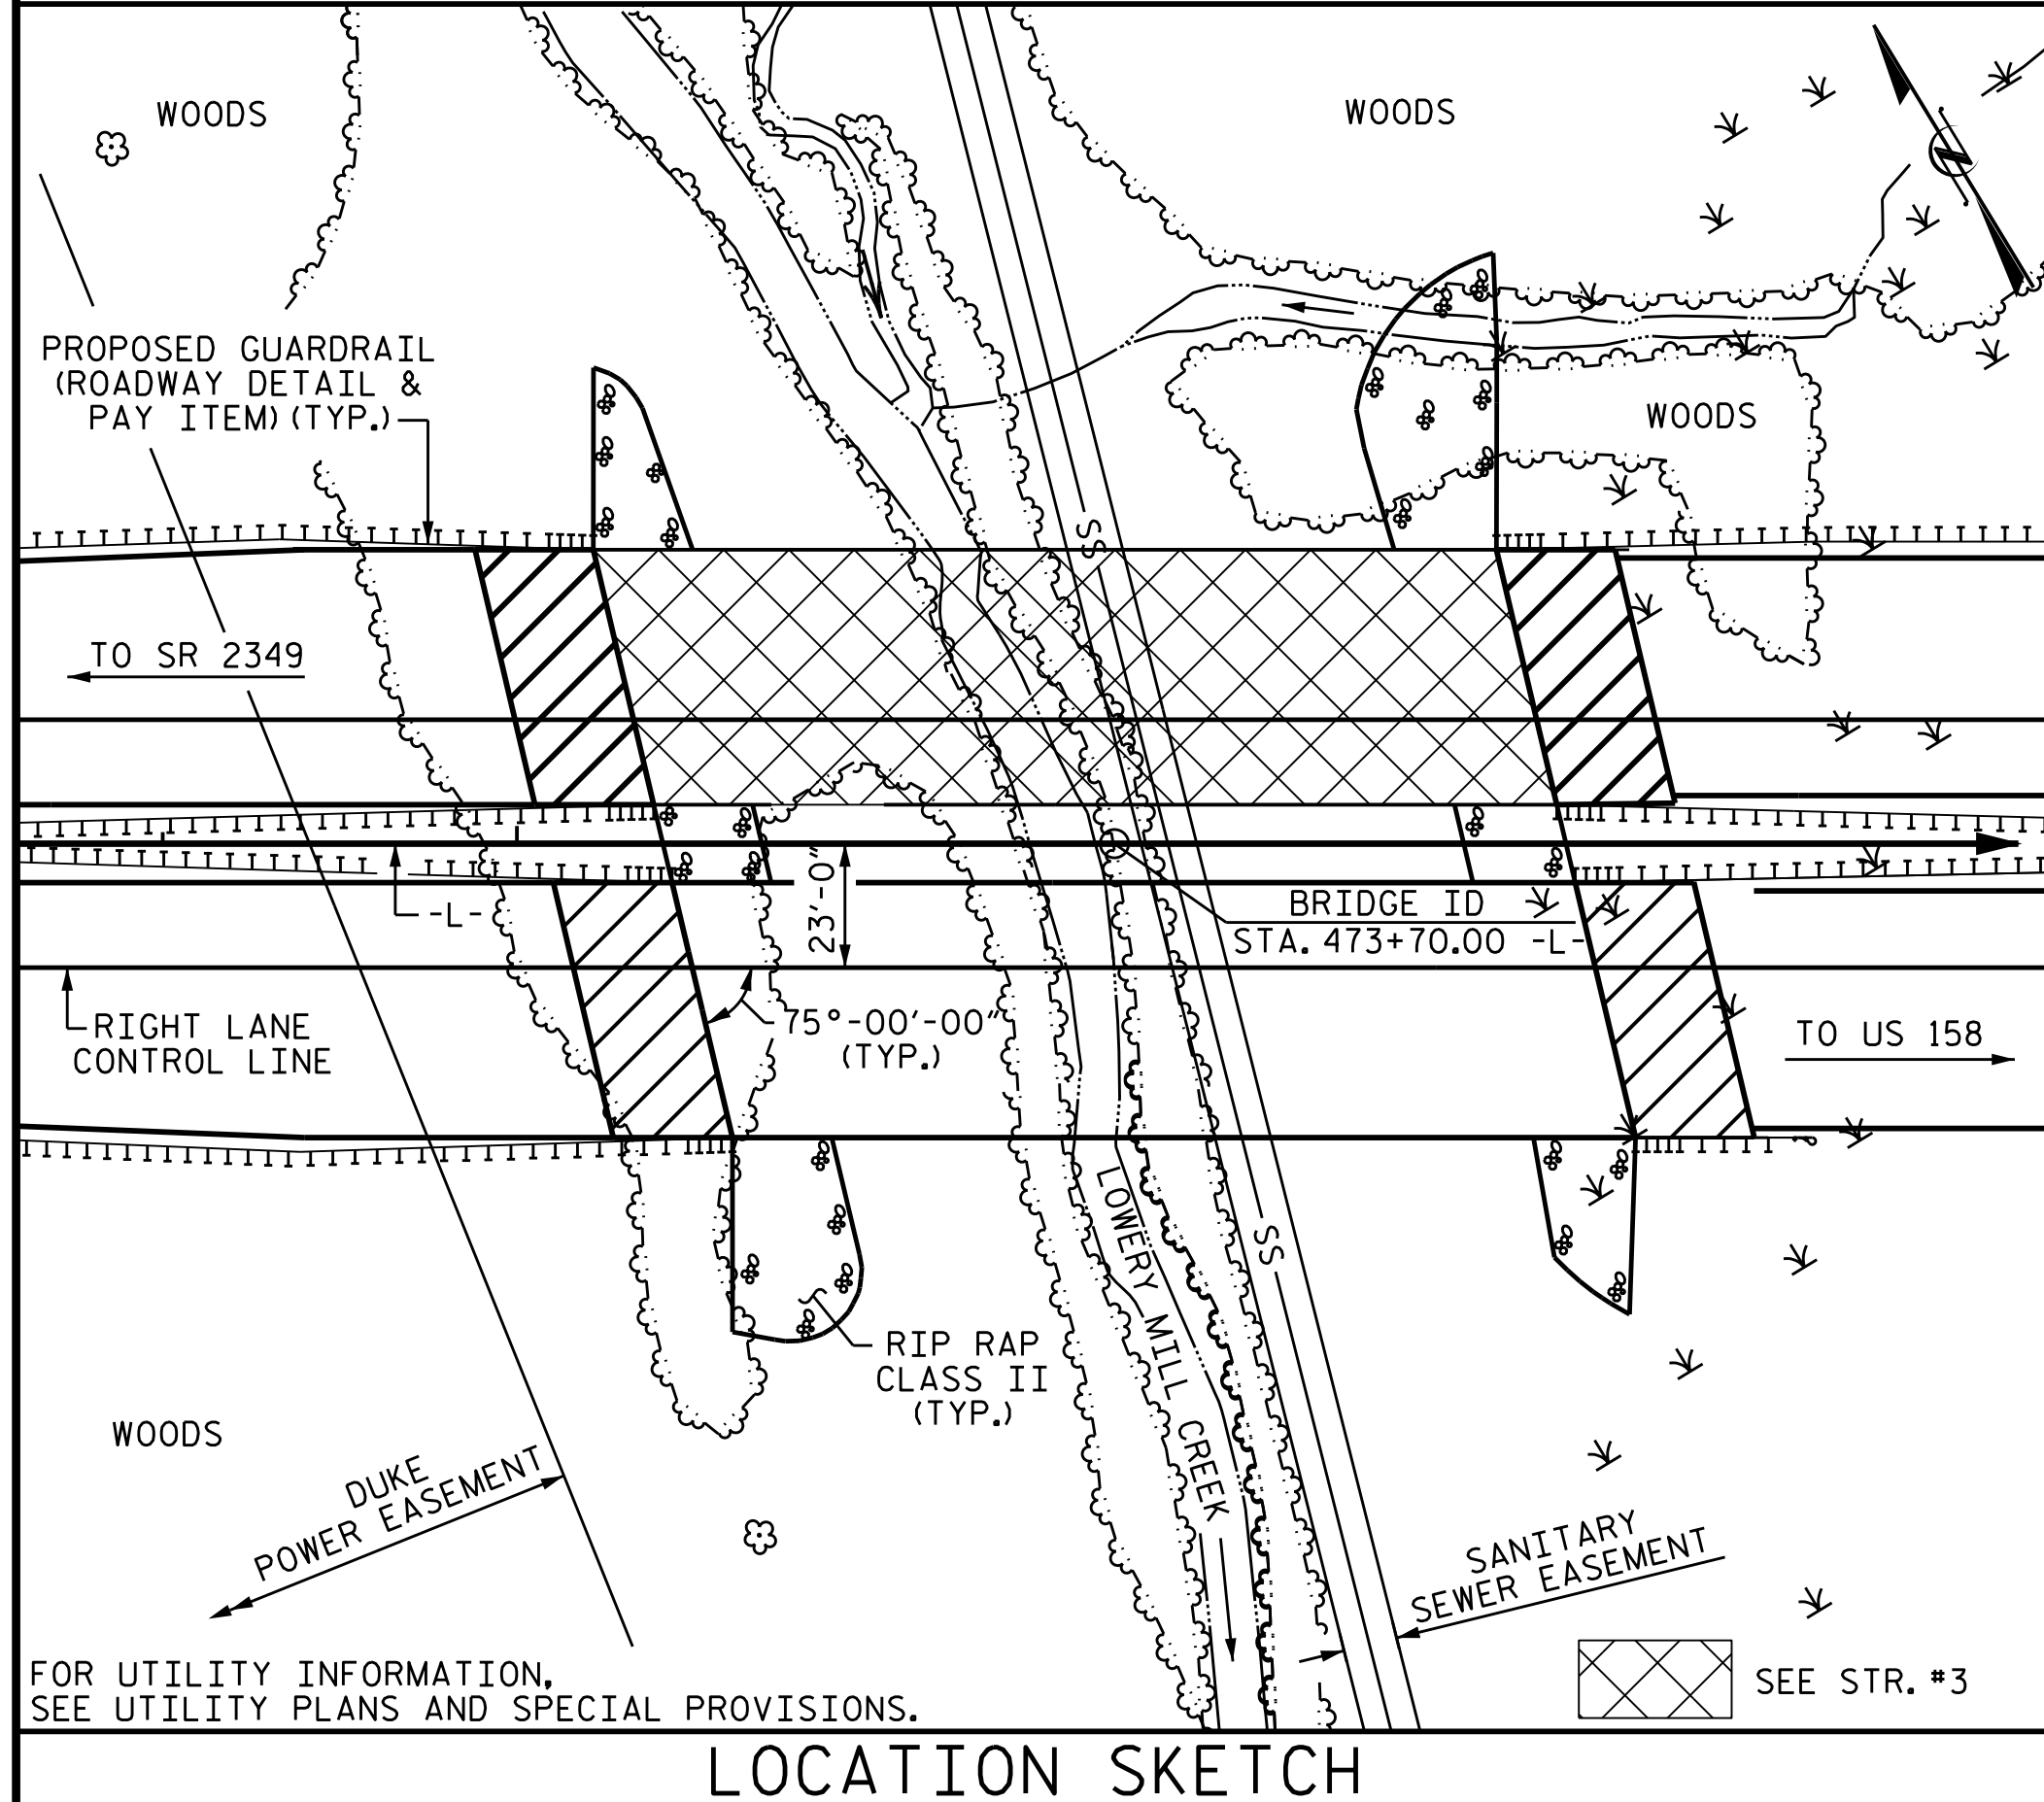 WOODS
WOODS
PROPOSED GUARDRAIL
(ROADWAY DETAIL &
PAY ITEM) (TYP.)
WOODS
SS
TO SR 2349
-L-
23'-0"
BRIDGE ID
STA. 473+70.00 -L-
RIGHT LANE
CONTROL LINE
75°-00'-00"
(TYP.)
TO US 158
LOWERY MILL CREEK
SS
RIP RAP
CLASS II
(TYP.)
WOODS
DUKE
POWER EASEMENT
SANITARY
SEWER EASEMENT
FOR UTILITY INFORMATION,
SEE UTILITY PLANS AND SPECIAL PROVISIONS.
SEE STR. #3
LOCATION SKETCH